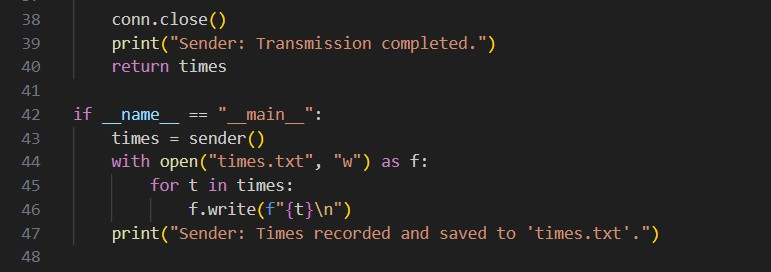 38 conn.close()
39 print("Sender: Transmission completed.")
40 return times
41
42 if __name__ == "__main__":
43 times = sender()
44 with open("times.txt", "w") as f:
45 for t in times:
46 f.write(f"{t}\n")
47 print("Sender: Times recorded and saved to 'times.txt'.")
48